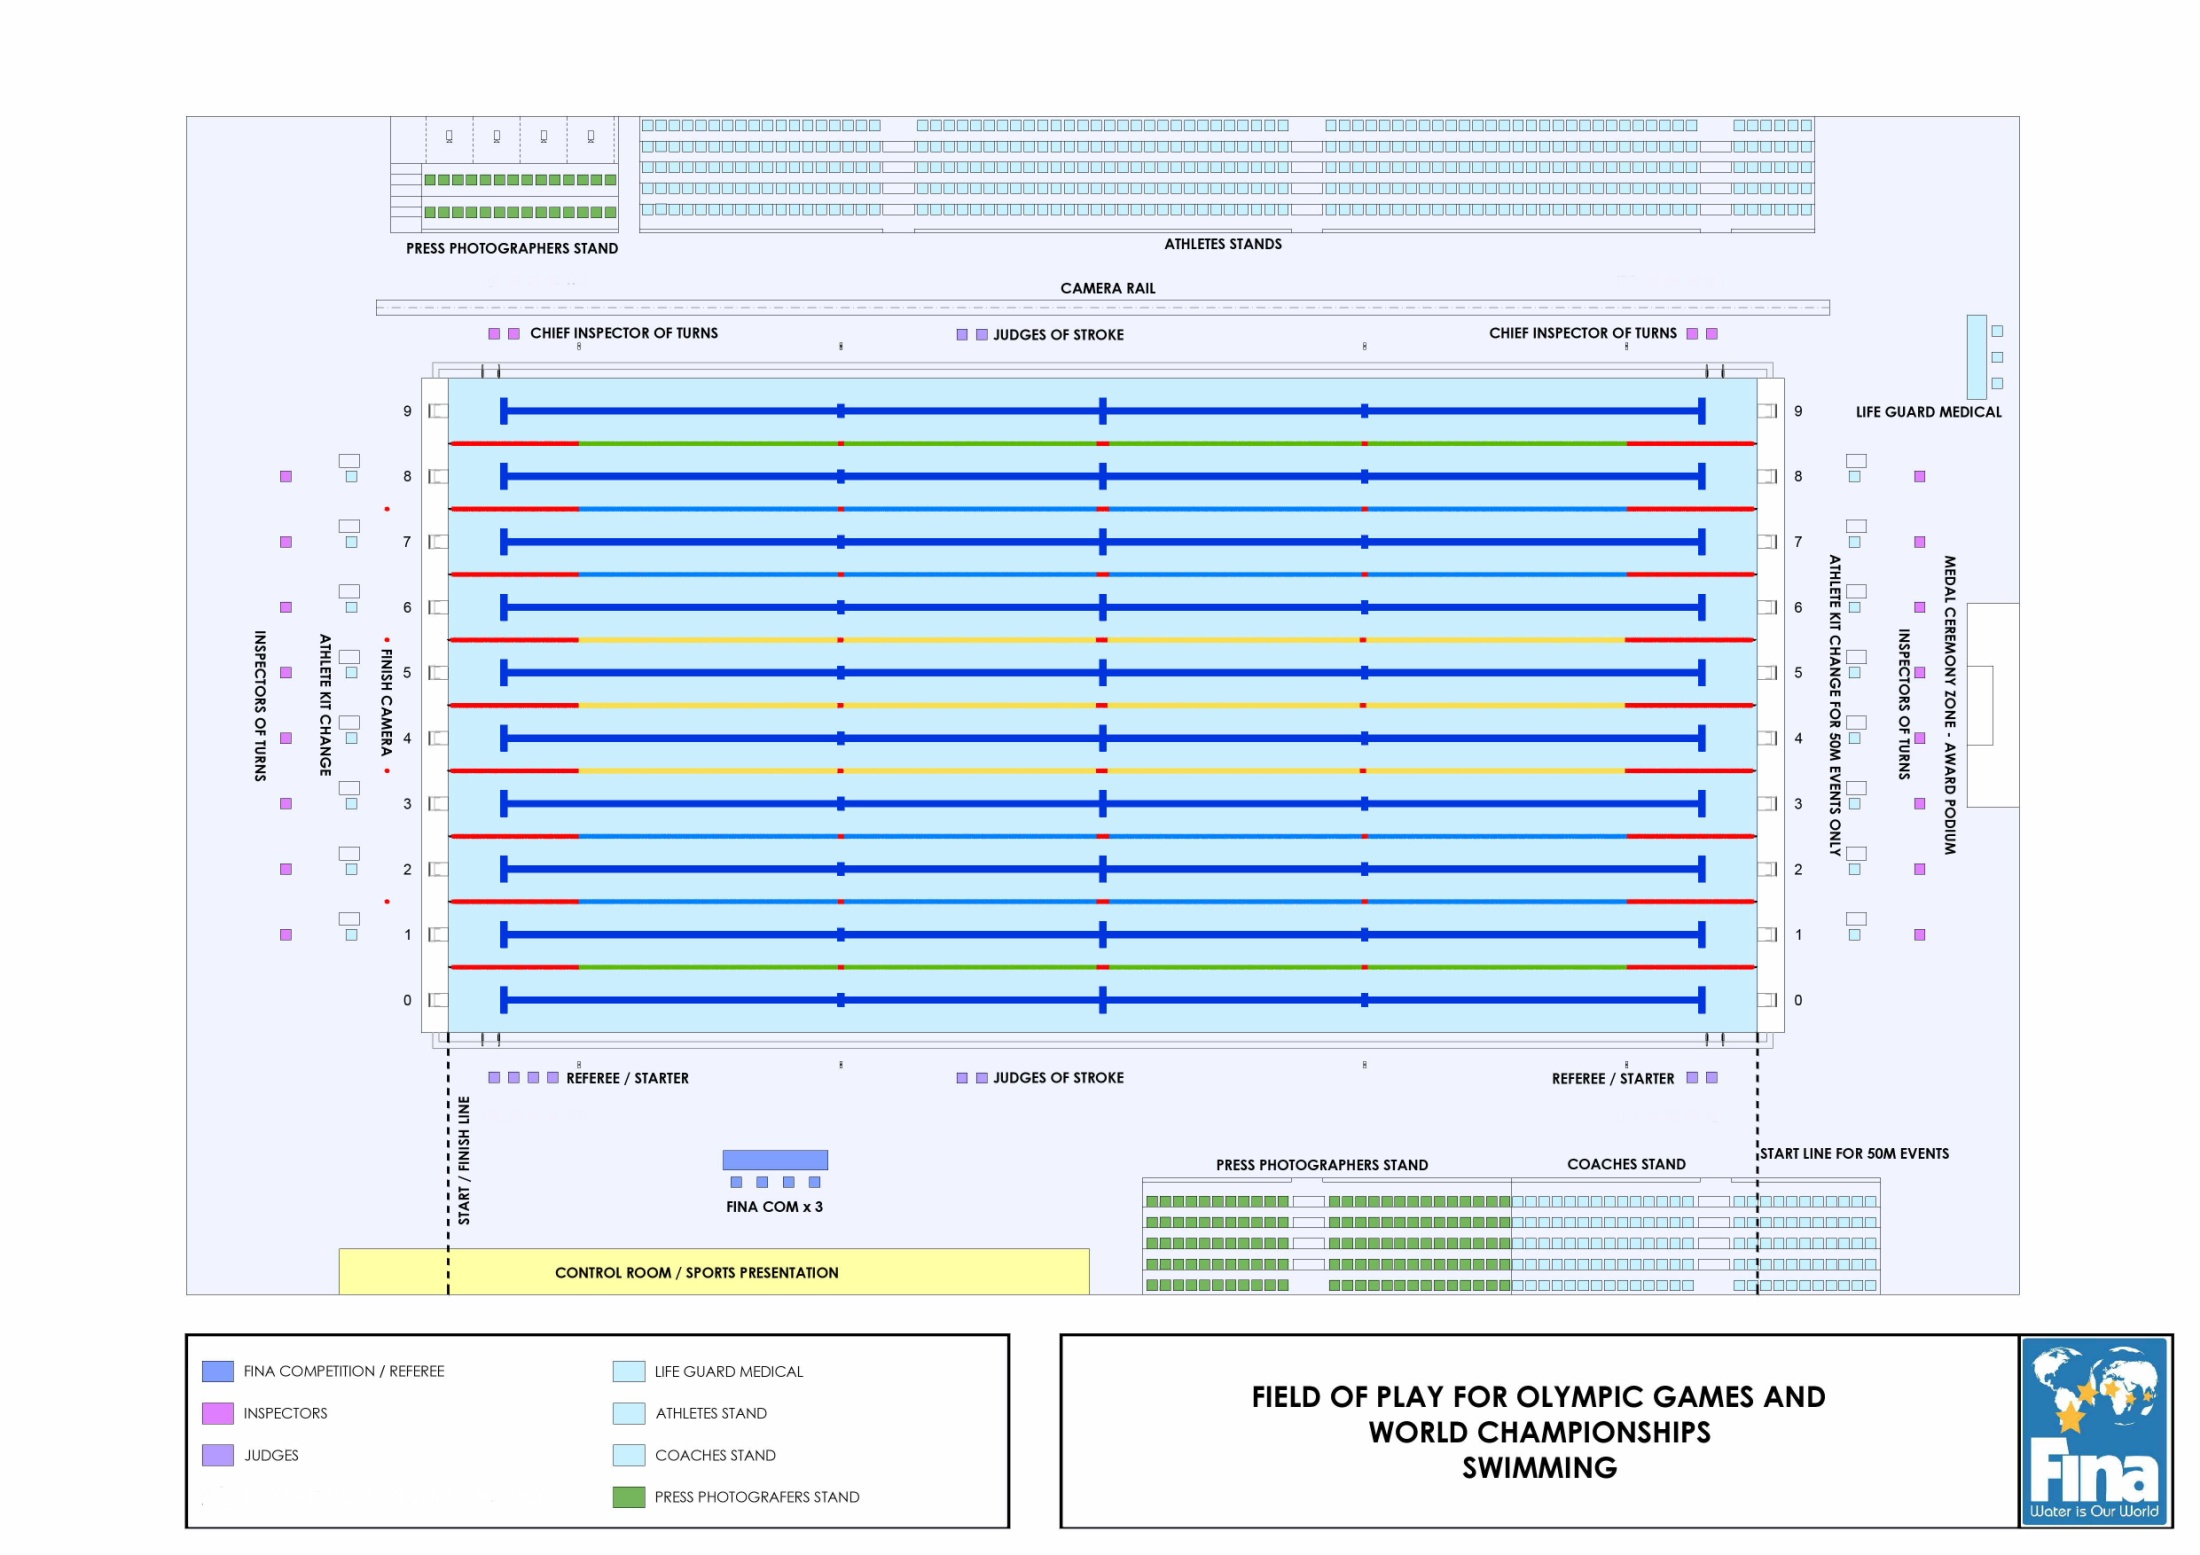 PRESS PHOTOGRAPHERS STAND
ATHLETES STANDS
CAMERA RAIL
CHIEF INSPECTOR OF TURNS
JUDGES OF STROKE
CHIEF INSPECTOR OF TURNS
LIFE GUARD MEDICAL
9
9
8
8
7
7
6
6
5
5
4
4
3
3
2
2
1
1
0
0
INSPECTORS OF TURNS
ATHLETE KIT CHANGE
FINISH CAMERA
ATHLETE KIT CHANGE FOR 50M EVENTS ONLY
INSPECTORS OF TURNS
MEDAL CEREMONY ZONE - AWARD PODIUM
REFEREE / STARTER
JUDGES OF STROKE
REFEREE / STARTER
START / FINISH LINE
START LINE FOR 50M EVENTS
PRESS PHOTOGRAPHERS STAND
COACHES STAND
FINA COM x 3
CONTROL ROOM / SPORTS PRESENTATION
FINA COMPETITION / REFEREE
INSPECTORS
JUDGES
LIFE GUARD MEDICAL
ATHLETES STAND
COACHES STAND
PRESS PHOTOGRAFERS STAND
FIELD OF PLAY FOR OLYMPIC GAMES AND
WORLD CHAMPIONSHIPS
SWIMMING
Fina
Water is Our World